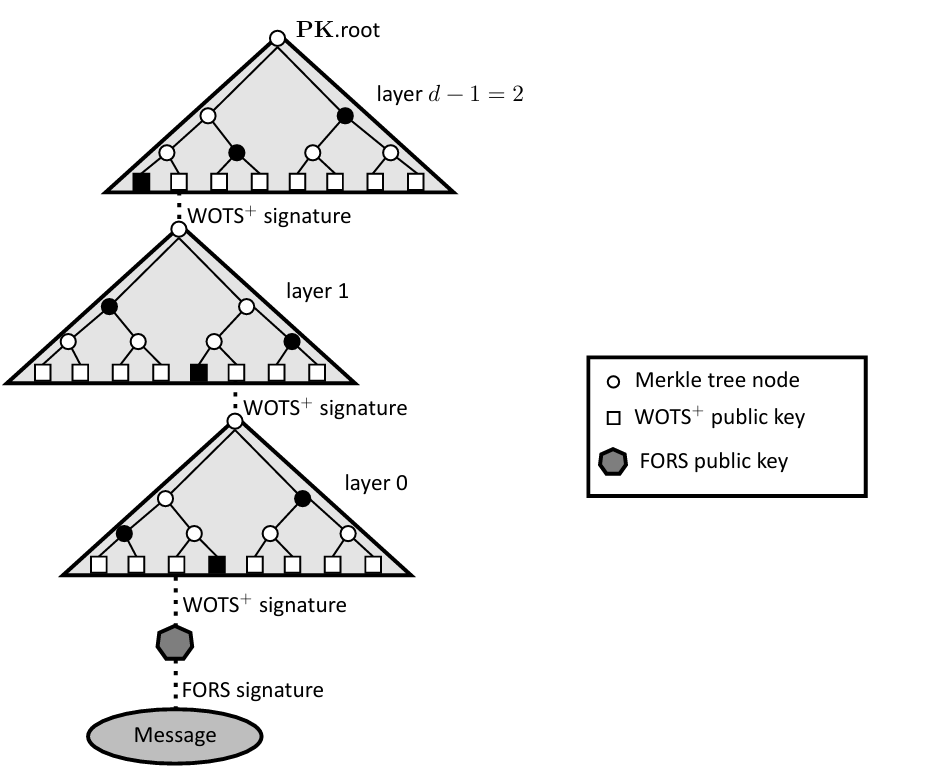 PK.root
layer d − 1 = 2
WOTS⁺ signature
layer 1
WOTS⁺ signature
layer 0
WOTS⁺ signature
FORS signature
Message
Merkle tree node
WOTS⁺ public key
FORS public key